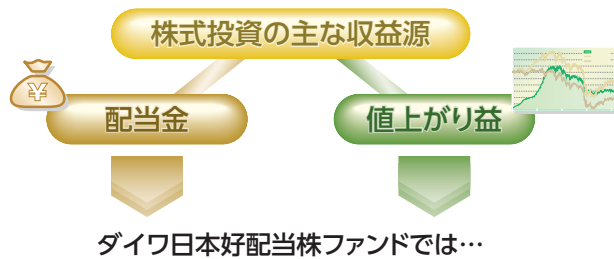 株式投資の主な収益源
¥
配当金
値上がり益
ダイワ日本好配当株ファンドでは…